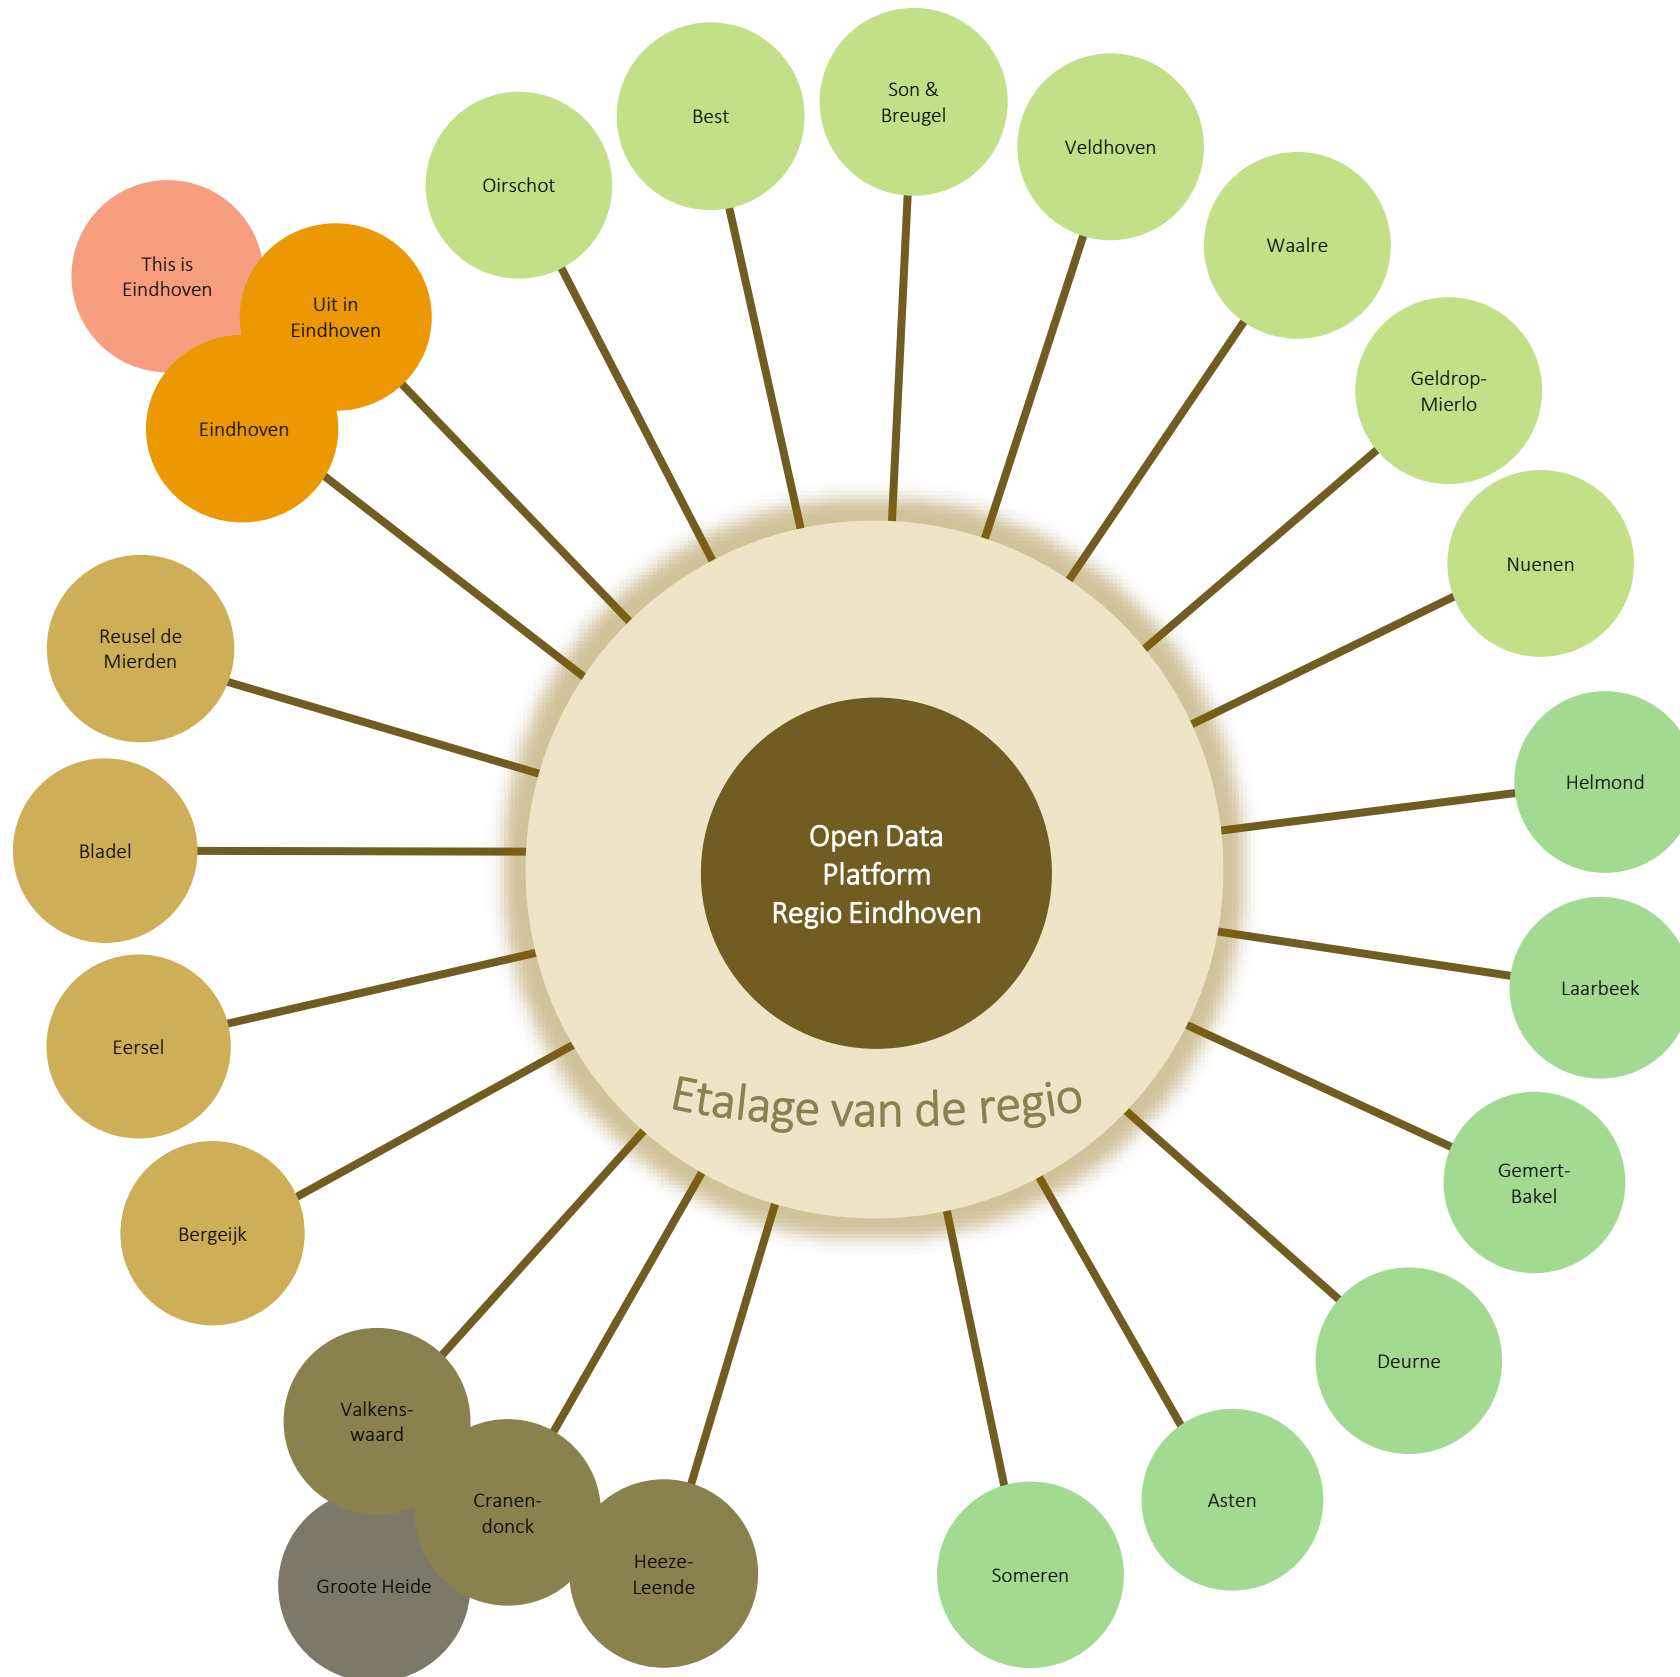 Son &
Breugel
Best
Veldhoven
Oirschot
Waalre
This is
Eindhoven
Uit in
Eindhoven
Eindhoven
Geldrop-
Mierlo
Nuenen
Reusel de
Mierden
Helmond
Bladel
Open Data
Platform
Regio Eindhoven
Laarbeek
Eersel
Etalage van de regio
Gemert-
Bakel
Bergeijk
Deurne
Valkens-
waard
Cranen-
donck
Asten
Heeze-
Leende
Someren
Groote Heide